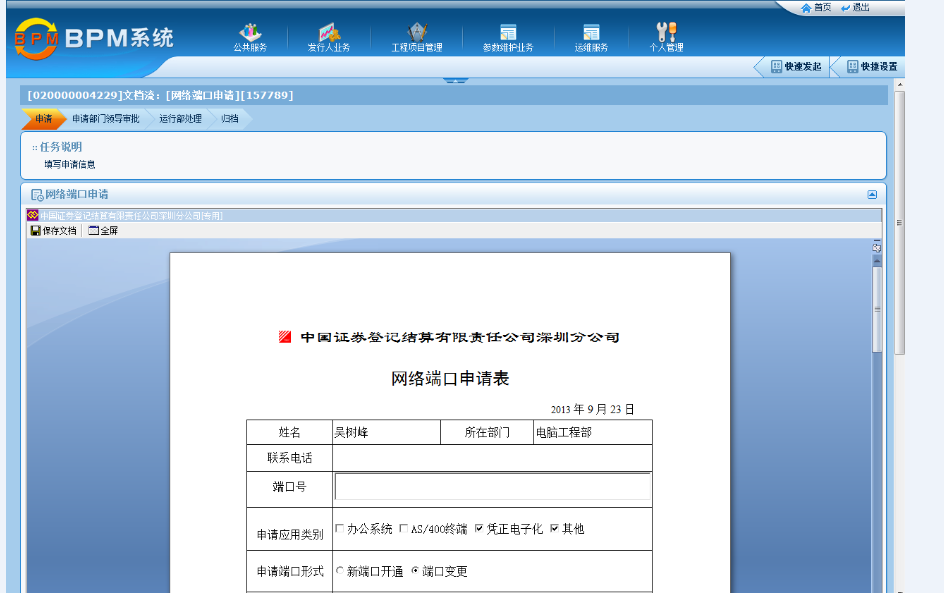 首页 退出
BPM BPM系统
公共服务 发行人业务 工程项目管理 参数维护业务 运维服务 个人管理
快速发起 快捷设置
[020000004229]文档流：[网络端口申请][157789]
申请 申请部门领导审批 运行部处理 归档
:: 任务说明
填写申请信息
网络端口申请
中国证券登记结算有限责任公司深圳分公司[专用]
保存文档 全屏
中国证券登记结算有限责任公司深圳分公司
网络端口申请表
2013 年 9 月 23 日
姓名 吴树峰 所在部门 电脑工程部
联系电话
端口号
申请应用类别 办公系统 AS/400终端 凭证电子化 其他
申请端口形式 新端口开通 端口变更